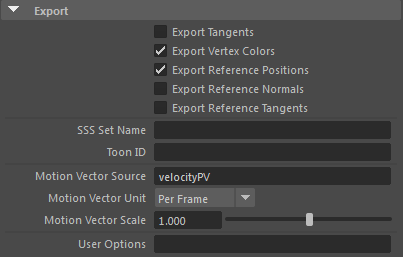 Export
Export Tangents
Export Vertex Colors
Export Reference Positions
Export Reference Normals
Export Reference Tangents
SSS Set Name
Toon ID
Motion Vector Source velocityPV
Motion Vector Unit Per Frame
Motion Vector Scale 1.000
User Options